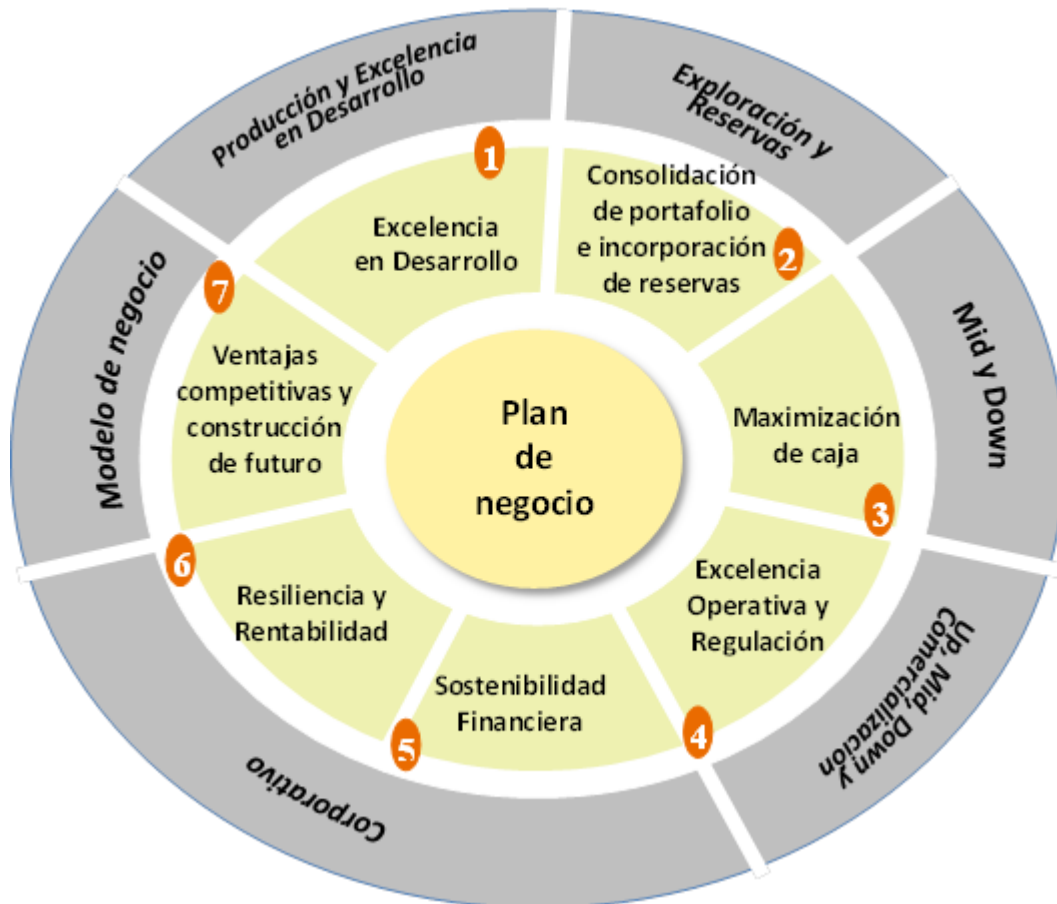 Producción y Excelencia
en Desarrollo
1
Excelencia
en Desarrollo
Exploración y
Reservas
Consolidación
de portafolio
e incorporación
de reservas
2
Mid y Down
Maximización
de caja
3
Up, Mid, Down y
Comercialización
Excelencia
Operativa y
Regulación
4
Corporativo
Sostenibilidad
Financiera
5
Resiliencia y
Rentabilidad
6
Modelo de negocio
7
Ventajas
competitivas y
construcción
de futuro
Plan
de
negocio